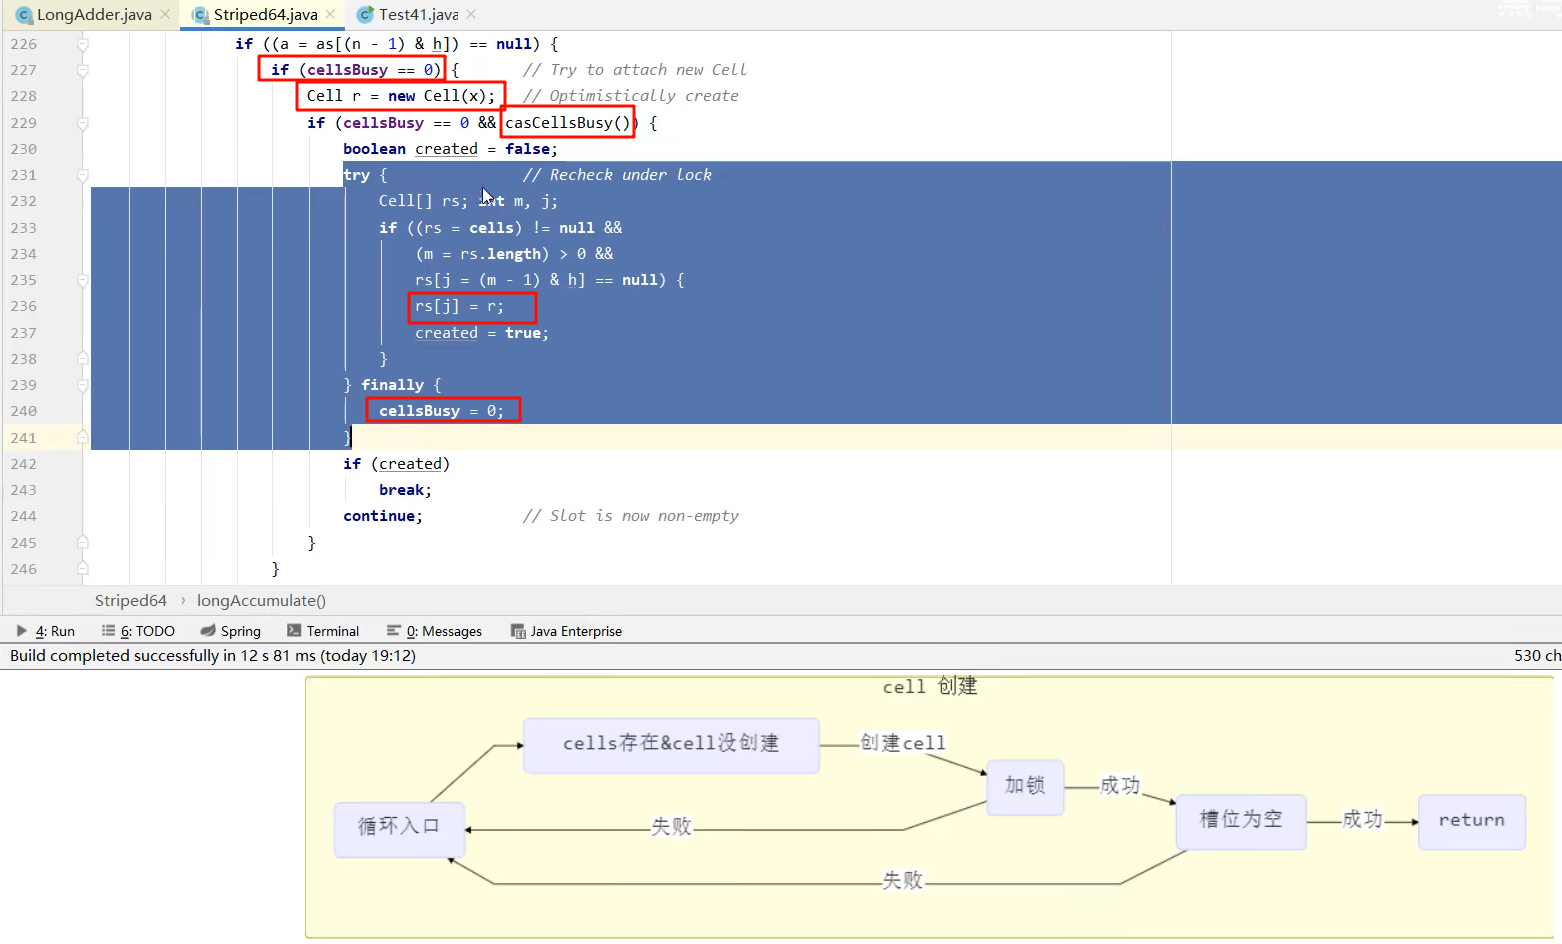 LongAdder.java × Striped64.java × Test41.java ×
226 if ((a = as[(n - 1) & h]) == null) {
227 if (cellsBusy == 0) { // Try to attach new Cell
228 Cell r = new Cell(x); // Optimistically create
229 if (cellsBusy == 0 && casCellsBusy()) {
230 boolean created = false;
231 try { // Recheck under lock
232 Cell[] rs; int m, j;
233 if ((rs = cells) != null &&
234 (m = rs.length) > 0 &&
235 rs[j = (m - 1) & h] == null) {
236 rs[j] = r;
237 created = true;
238 }
239 } finally {
240 cellsBusy = 0;
241 }
242 if (created)
243 break;
244 continue; // Slot is now non-empty
245 }
246 }
Striped64 › longAccumulate()
4: Run 6: TODO Spring Terminal 0: Messages Java Enterprise
Build completed successfully in 12 s 81 ms (today 19:12) 530 ch
cell 创建
cells存在&cell没创建
创建cell
加锁
成功
循环入口
失败
槽位为空
成功
return
失败